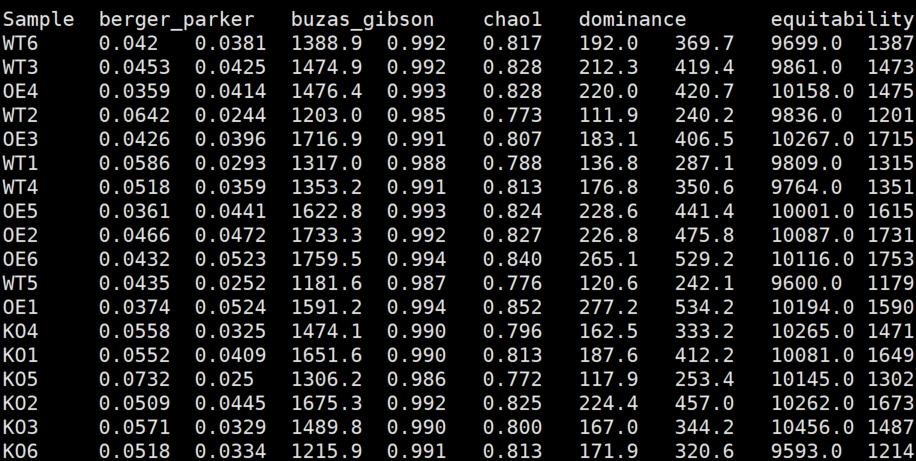 Sample berger_parker buzas_gibson chao1 dominance equitability
WT6 0.042 0.0381 1388.9 0.992 0.817 192.0 369.7 9699.0 1387
WT3 0.0453 0.0425 1474.9 0.992 0.828 212.3 419.4 9861.0 1473
OE4 0.0359 0.0414 1476.4 0.993 0.828 220.0 420.7 10158.0 1475
WT2 0.0642 0.0244 1203.0 0.985 0.773 111.9 240.2 9836.0 1201
OE3 0.0426 0.0396 1716.9 0.991 0.807 183.1 406.5 10267.0 1715
WT1 0.0586 0.0293 1317.0 0.988 0.788 136.8 287.1 9809.0 1315
WT4 0.0518 0.0359 1353.2 0.991 0.813 176.8 350.6 9764.0 1351
OE5 0.0361 0.0441 1622.8 0.993 0.824 228.6 441.4 10001.0 1615
OE2 0.0466 0.0472 1733.3 0.992 0.827 226.8 475.8 10087.0 1731
OE6 0.0432 0.0523 1759.5 0.994 0.840 265.1 529.2 10116.0 1753
WT5 0.0435 0.0252 1181.6 0.987 0.776 120.6 242.1 9600.0 1179
OE1 0.0374 0.0524 1591.2 0.994 0.852 277.2 534.2 10194.0 1590
KO4 0.0558 0.0325 1474.1 0.990 0.796 162.5 333.2 10265.0 1471
KO1 0.0552 0.0409 1651.6 0.990 0.813 187.6 412.2 10081.0 1649
KO5 0.0732 0.025 1306.2 0.986 0.772 117.9 253.4 10145.0 1302
KO2 0.0509 0.0445 1675.3 0.992 0.825 224.4 457.0 10262.0 1673
KO3 0.0571 0.0329 1489.8 0.990 0.800 167.0 344.2 10456.0 1487
KO6 0.0518 0.0334 1215.9 0.991 0.813 171.9 320.6 9593.0 1214